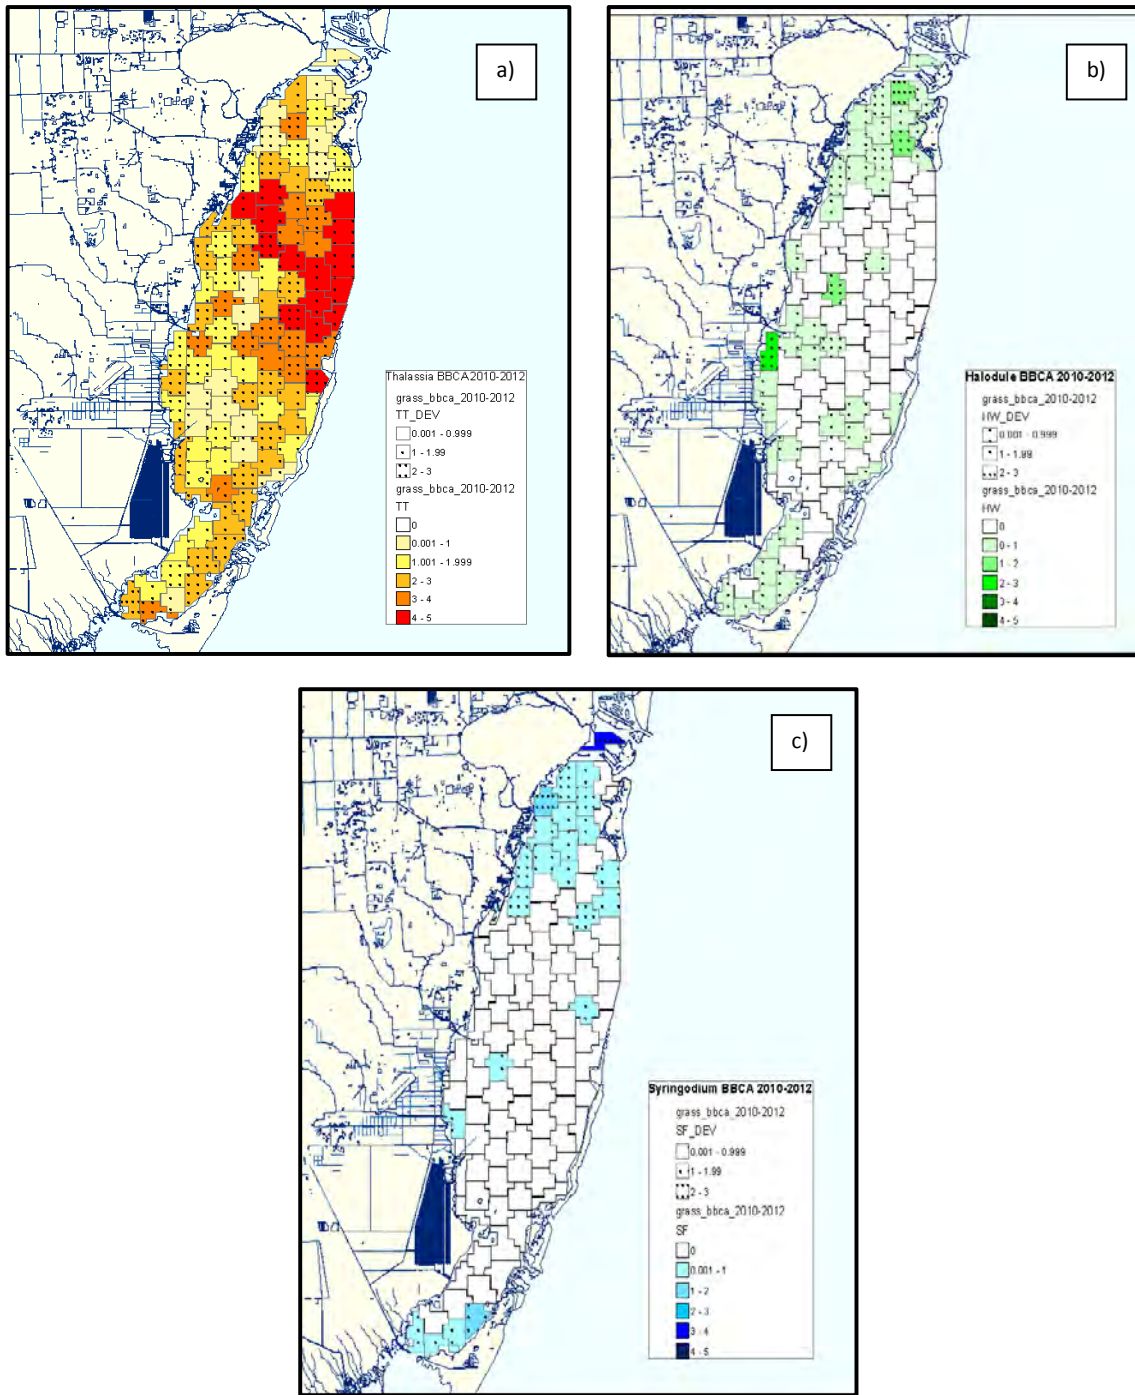 a)
Thalassia BBCA 2010-2012
grass_bbca_2010-2012
TT_DEV
0.001 - 0.999
1 - 1.99
2 - 3
grass_bbca_2010-2012
TT
0
0.001 - 1
1.001 - 1.999
2 - 3
3 - 4
4 - 5
b)
Halodule BBCA 2010-2012
grass_bbca_2010-2012
HW_DEV
0.001 - 0.999
1 - 1.99
2 - 3
grass_bbca_2010-2012
HW
0
0 - 1
1 - 2
2 - 3
3 - 4
4 - 5
c)
Syringodium BBCA 2010-2012
grass_bbca_2010-2012
SF_DEV
0.001 - 0.999
1 - 1.99
2 - 3
grass_bbca_2010-2012
SF
0
0.001 - 1
1 - 2
2 - 3
3 - 4
4 - 5